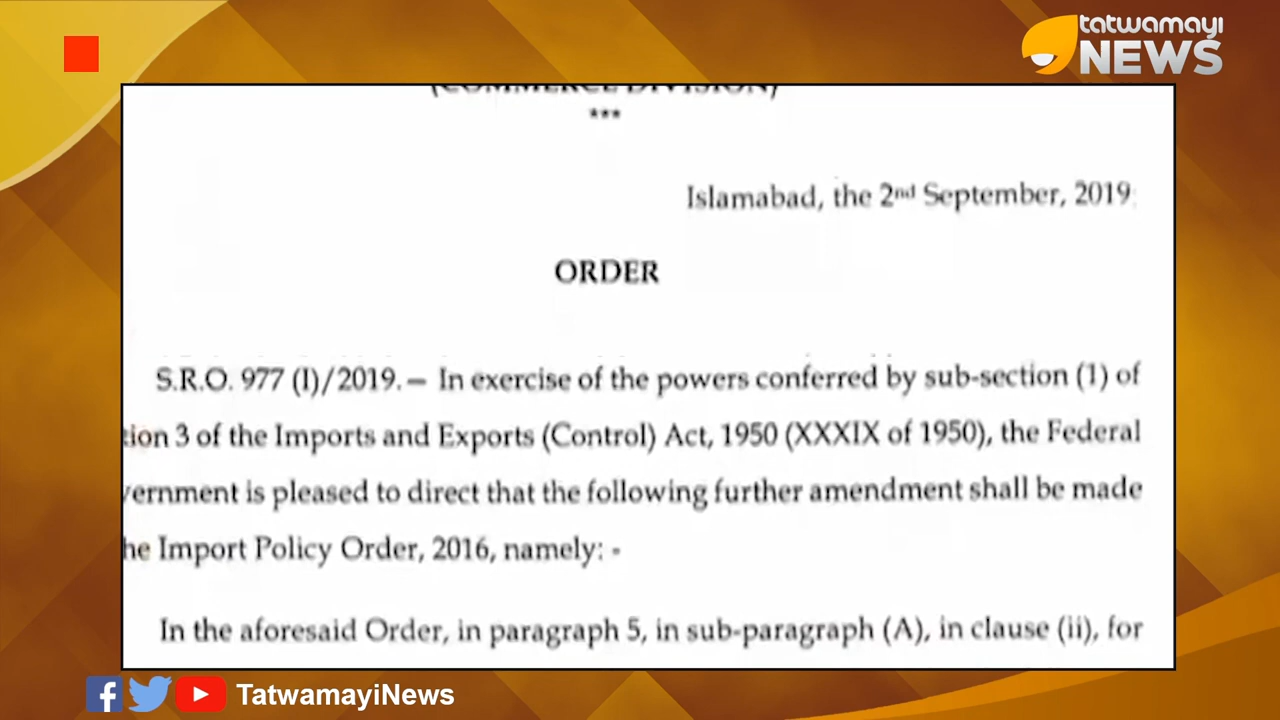 tatwamayi
NEWS
(COMMERCE DIVISION)
***
Islamabad, the 2nd September, 2019
ORDER
S.R.O. 977 (I)/2019. – In exercise of the powers conferred by sub-section (1) of
tion 3 of the Imports and Exports (Control) Act, 1950 (XXXIX of 1950), the Federal
vernment is pleased to direct that the following further amendment shall be made
he Import Policy Order, 2016, namely: -
In the aforesaid Order, in paragraph 5, in sub-paragraph (A), in clause (ii), for
TatwamayiNews